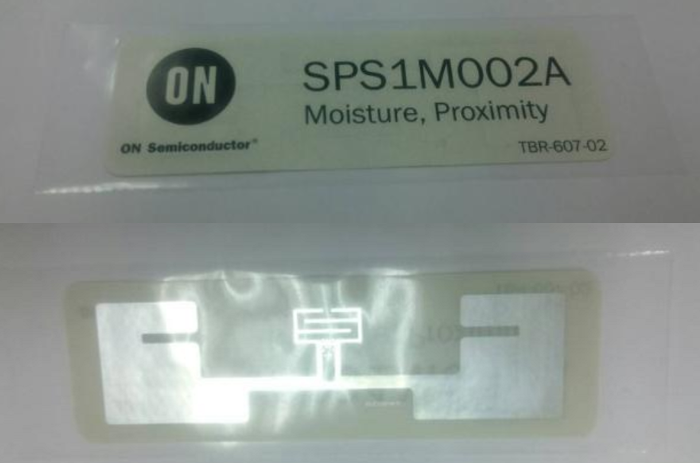 ON
SPS1M002A
Moisture, Proximity
ON Semiconductor®
TBR-607-02